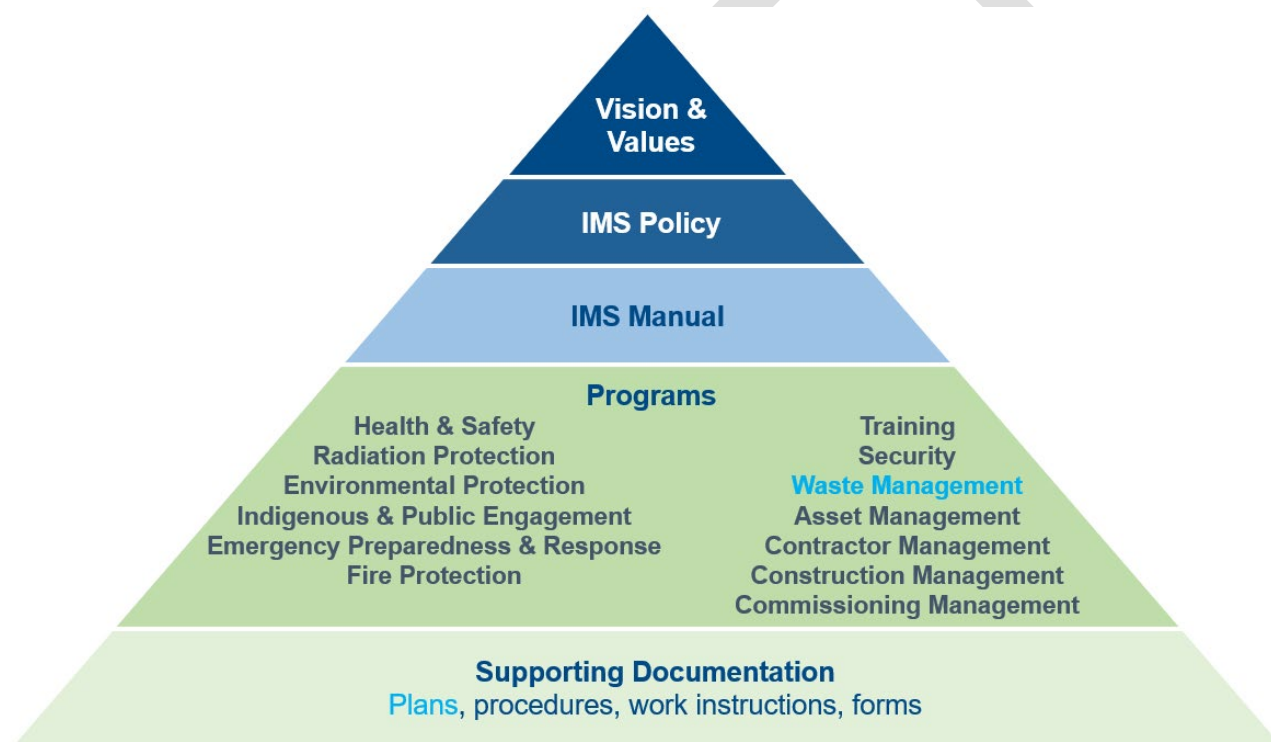 Vision &
Values
IMS Policy
IMS Manual
Programs
Health & Safety
Radiation Protection
Environmental Protection
Indigenous & Public Engagement
Emergency Preparedness & Response
Fire Protection
Training
Security
Waste Management
Asset Management
Contractor Management
Construction Management
Commissioning Management
Supporting Documentation
Plans, procedures, work instructions, forms